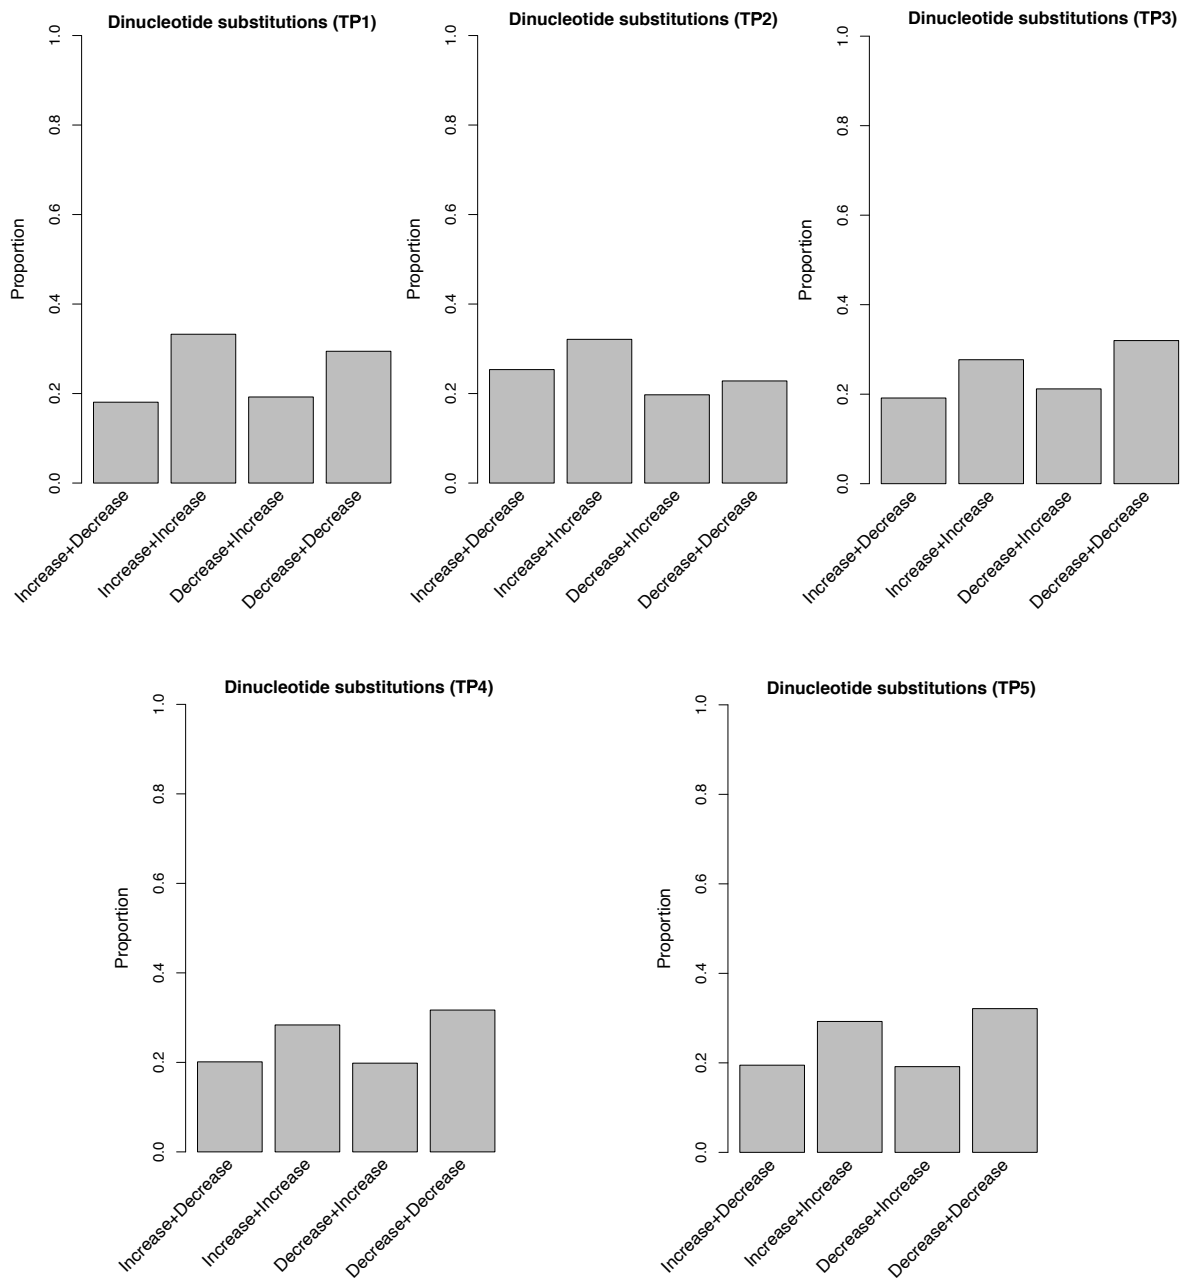 Dinucleotide substitutions (TP1)
Proportion
0.0
0.2
0.4
0.6
0.8
1.0
Increase+Decrease
Increase+Increase
Decrease+Increase
Decrease+Decrease
Dinucleotide substitutions (TP2)
Proportion
0.0
0.2
0.4
0.6
0.8
1.0
Increase+Decrease
Increase+Increase
Decrease+Increase
Decrease+Decrease
Dinucleotide substitutions (TP3)
Proportion
0.0
0.2
0.4
0.6
0.8
1.0
Increase+Decrease
Increase+Increase
Decrease+Increase
Decrease+Decrease
Dinucleotide substitutions (TP4)
Proportion
0.0
0.2
0.4
0.6
0.8
1.0
Increase+Decrease
Increase+Increase
Decrease+Increase
Decrease+Decrease
Dinucleotide substitutions (TP5)
Proportion
0.0
0.2
0.4
0.6
0.8
1.0
Increase+Decrease
Increase+Increase
Decrease+Increase
Decrease+Decrease